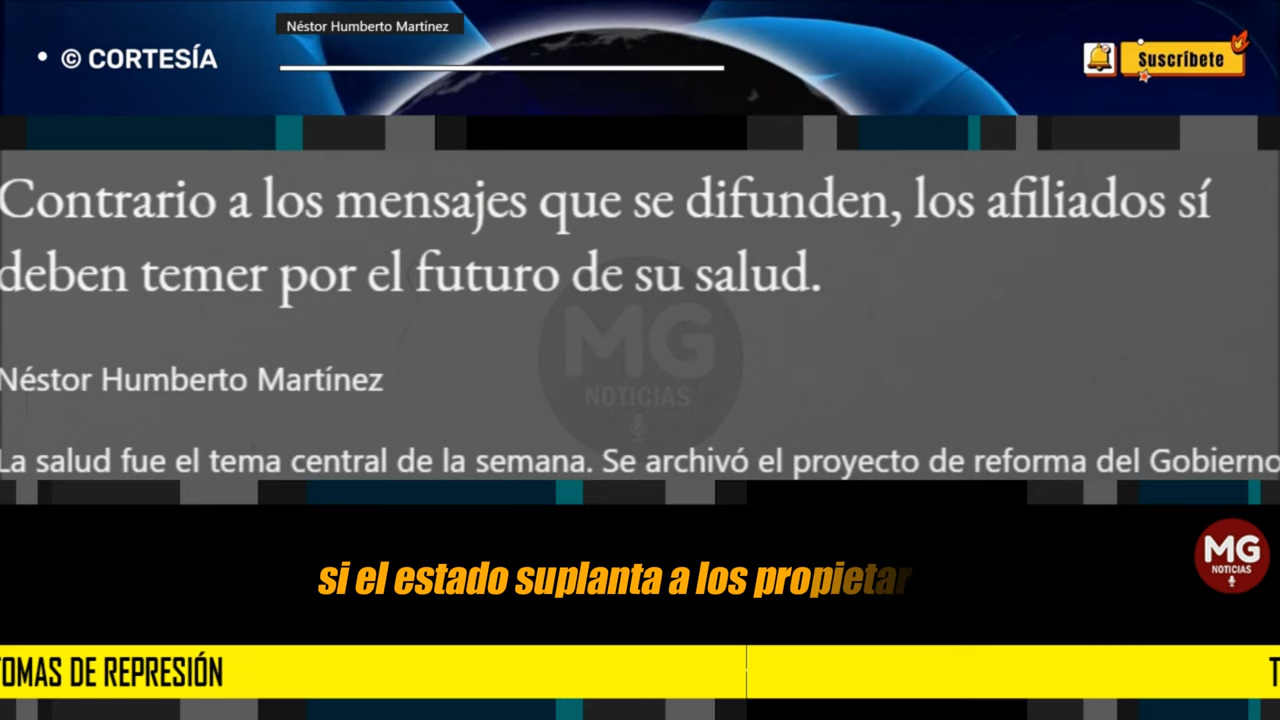 Néstor Humberto Martínez
• © CORTESÍA
Suscríbete
Contrario a los mensajes que se difunden, los afiliados sí
deben temer por el futuro de su salud.
MG
NOTICIAS
Néstor Humberto Martínez
La salud fue el tema central de la semana. Se archivó el proyecto de reforma del Gobierno
si el estado suplanta a los propietar
MG
NOTICIAS
TOMAS DE REPRESIÓN
T